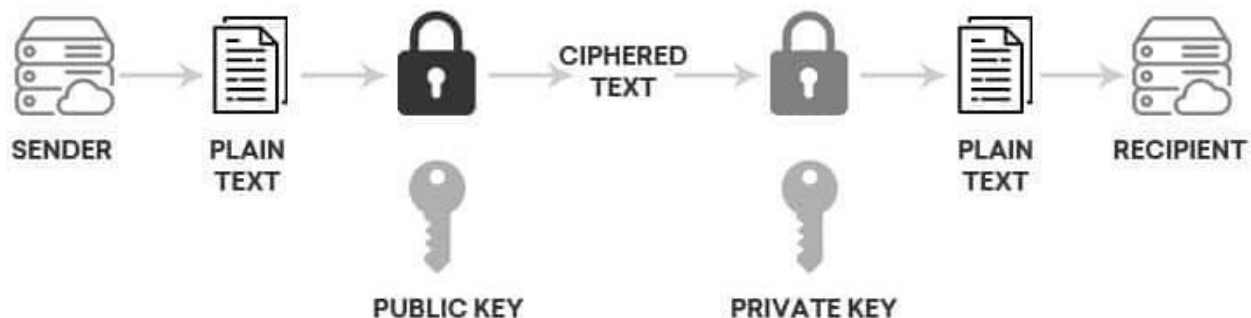 SENDER
PLAIN
TEXT
CIPHERED
TEXT
PLAIN
TEXT
RECIPIENT
PUBLIC KEY
PRIVATE KEY